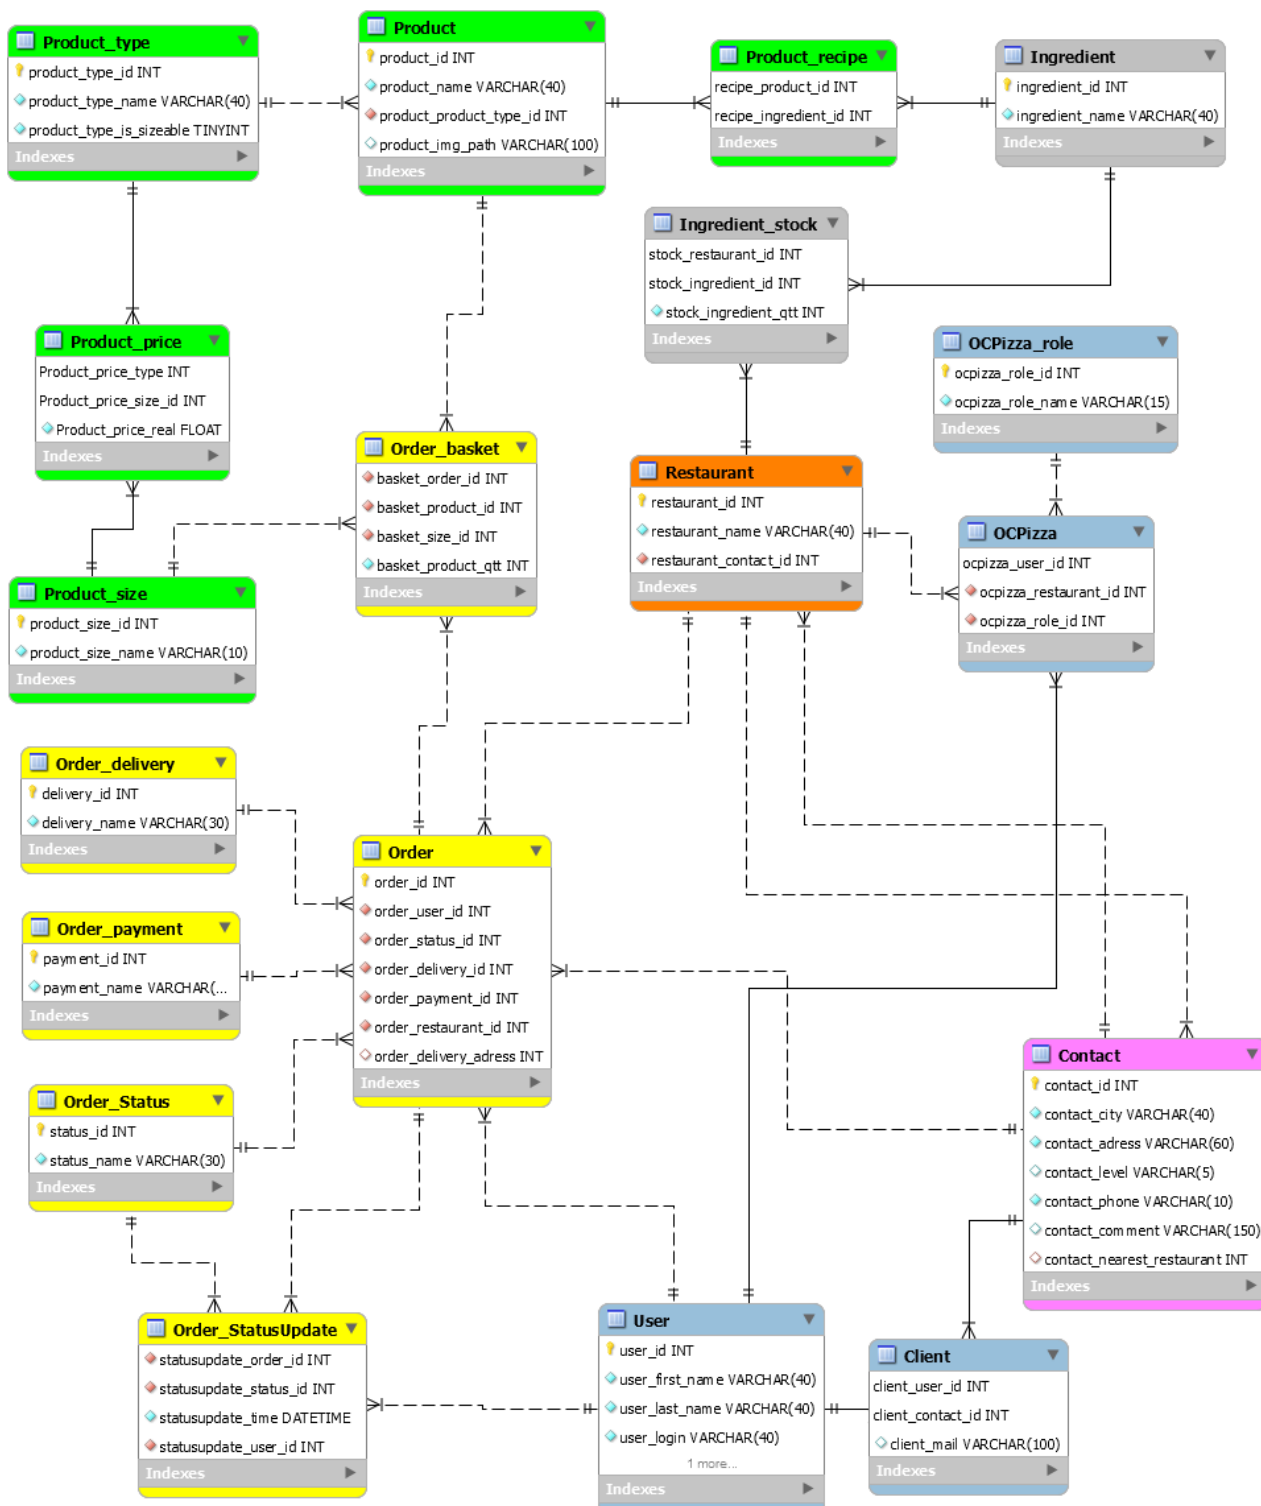 Product_type
product_type_id INT
product_type_name VARCHAR(40)
product_type_is_sizeable TINYINT
Indexes
Product
product_id INT
product_name VARCHAR(40)
product_product_type_id INT
product_img_path VARCHAR(100)
Indexes
Product_recipe
recipe_product_id INT
recipe_ingredient_id INT
Indexes
Ingredient
ingredient_id INT
ingredient_name VARCHAR(40)
Indexes
Ingredient_stock
stock_restaurant_id INT
stock_ingredient_id INT
stock_ingredient_qtt INT
Indexes
Product_price
Product_price_type INT
Product_price_size_id INT
Product_price_real FLOAT
Indexes
OCPizza_role
ocpizza_role_id INT
ocpizza_role_name VARCHAR(15)
Indexes
Order_basket
basket_order_id INT
basket_product_id INT
basket_size_id INT
basket_product_qtt INT
Indexes
Restaurant
restaurant_id INT
restaurant_name VARCHAR(40)
restaurant_contact_id INT
Indexes
OCPizza
ocpizza_user_id INT
ocpizza_restaurant_id INT
ocpizza_role_id INT
Indexes
Product_size
product_size_id INT
product_size_name VARCHAR(10)
Indexes
Order_delivery
delivery_id INT
delivery_name VARCHAR(30)
Indexes
Order
order_id INT
order_user_id INT
order_status_id INT
order_delivery_id INT
order_payment_id INT
order_restaurant_id INT
order_delivery_adress INT
Indexes
Order_payment
payment_id INT
payment_name VARCHAR(...
Indexes
Order_Status
status_id INT
status_name VARCHAR(30)
Indexes
Contact
contact_id INT
contact_city VARCHAR(40)
contact_adress VARCHAR(60)
contact_level VARCHAR(5)
contact_phone VARCHAR(10)
contact_comment VARCHAR(150)
contact_nearest_restaurant INT
Indexes
Order_StatusUpdate
statusupdate_order_id INT
statusupdate_status_id INT
statusupdate_time DATETIME
statusupdate_user_id INT
Indexes
User
user_id INT
user_first_name VARCHAR(40)
user_last_name VARCHAR(40)
user_login VARCHAR(40)
1 more...
Indexes
Client
client_user_id INT
client_contact_id INT
client_mail VARCHAR(100)
Indexes